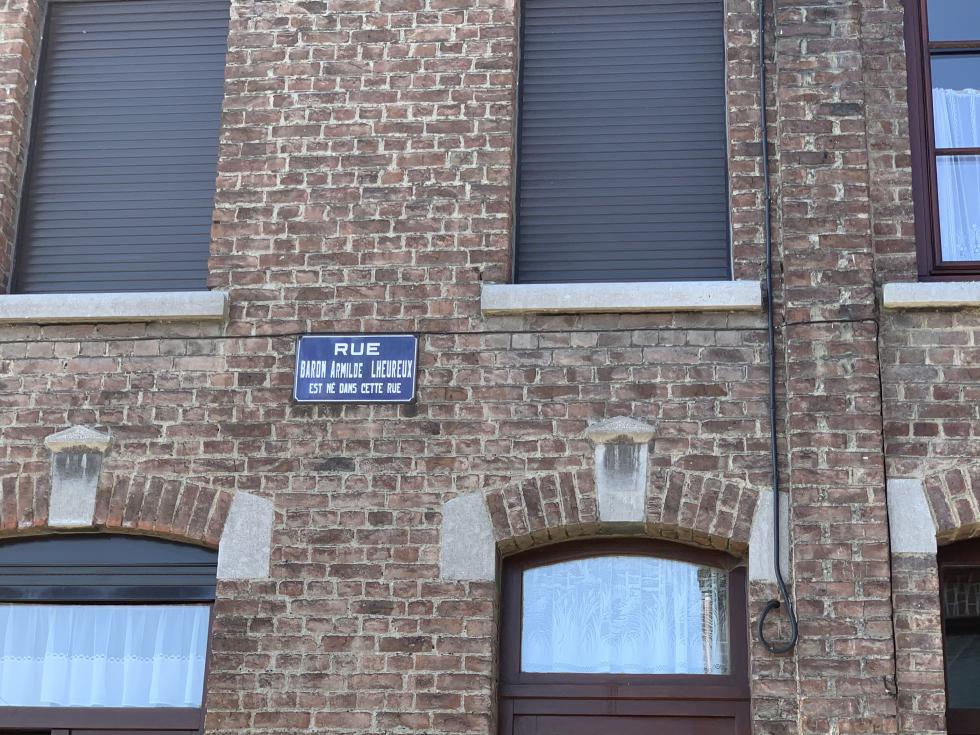 RUE
BARON ARMILDE LHEUREUX
EST NÉ DANS CETTE RUE